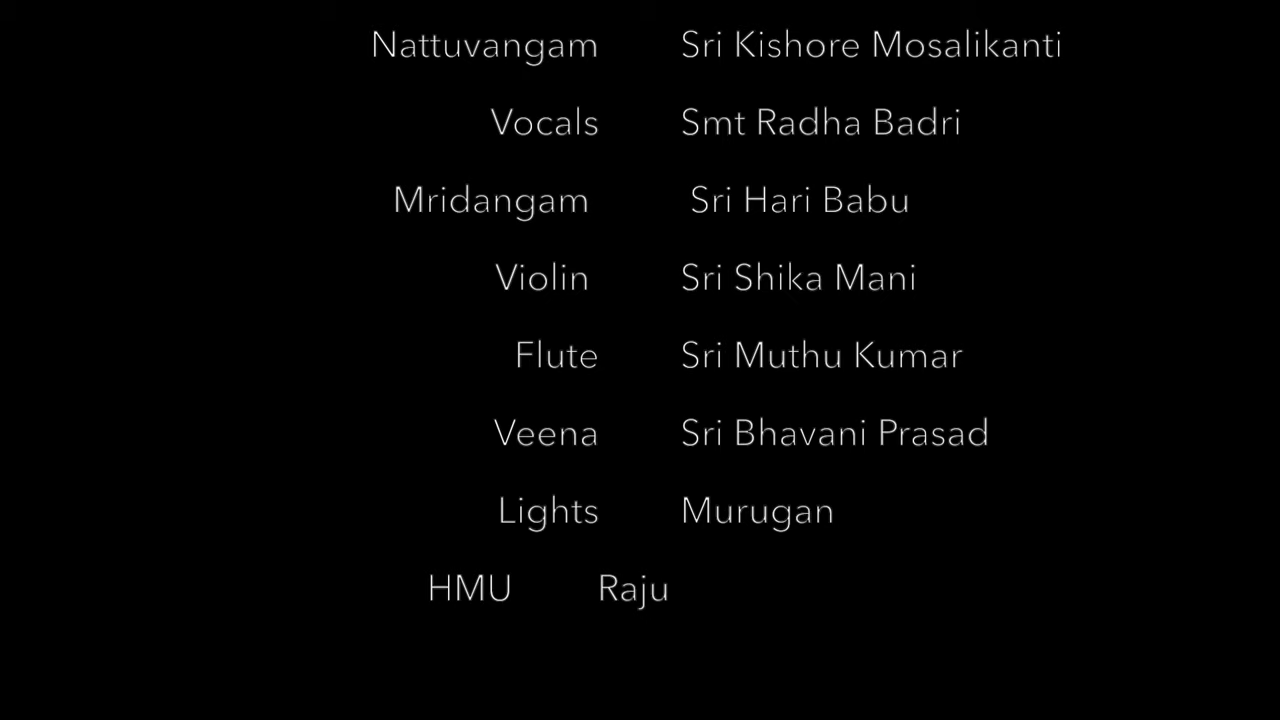 Nattuvangam Sri Kishore Mosalikanti
Vocals Smt Radha Badri
Mridangam Sri Hari Babu
Violin Sri Shika Mani
Flute Sri Muthu Kumar
Veena Sri Bhavani Prasad
Lights Murugan
HMU Raju